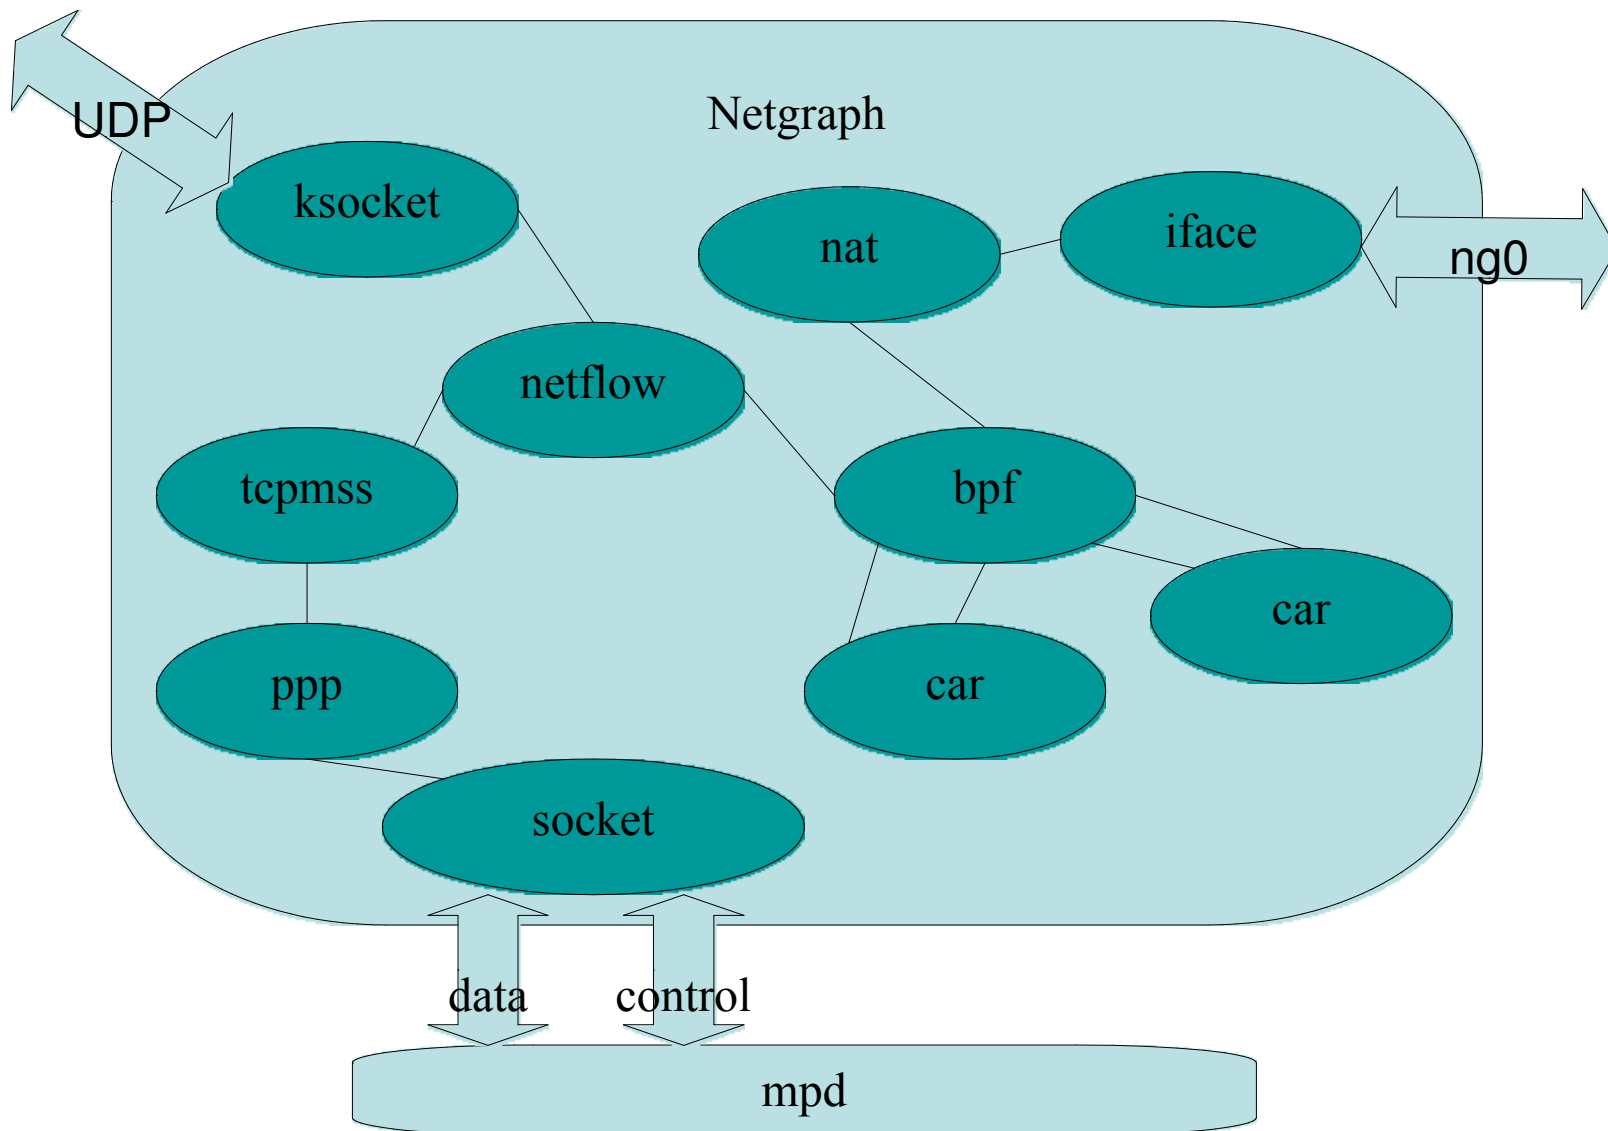 UDP
Netgraph
ksocket
nat
iface
ng0
netflow
tcpmss
bpf
car
ppp
car
socket
data
control
mpd